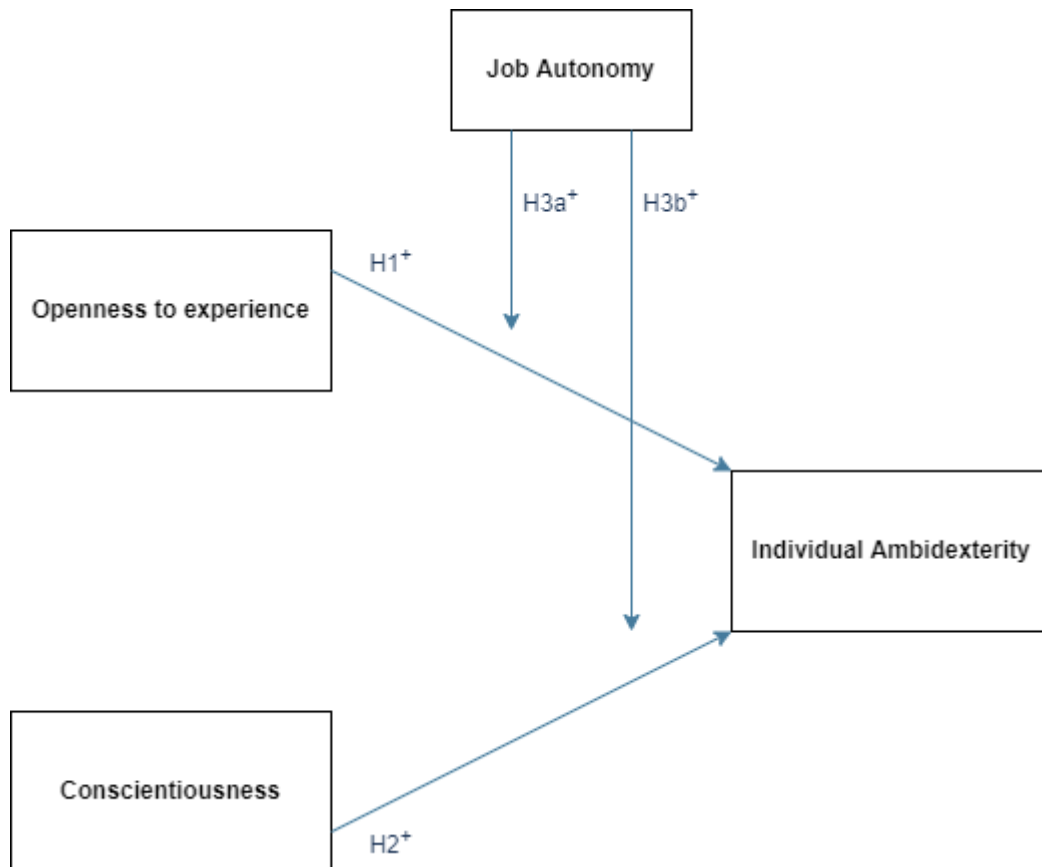 Job Autonomy
H3a+
H3b+
H1+
Openness to experience
Individual Ambidexterity
Conscientiousness
H2+